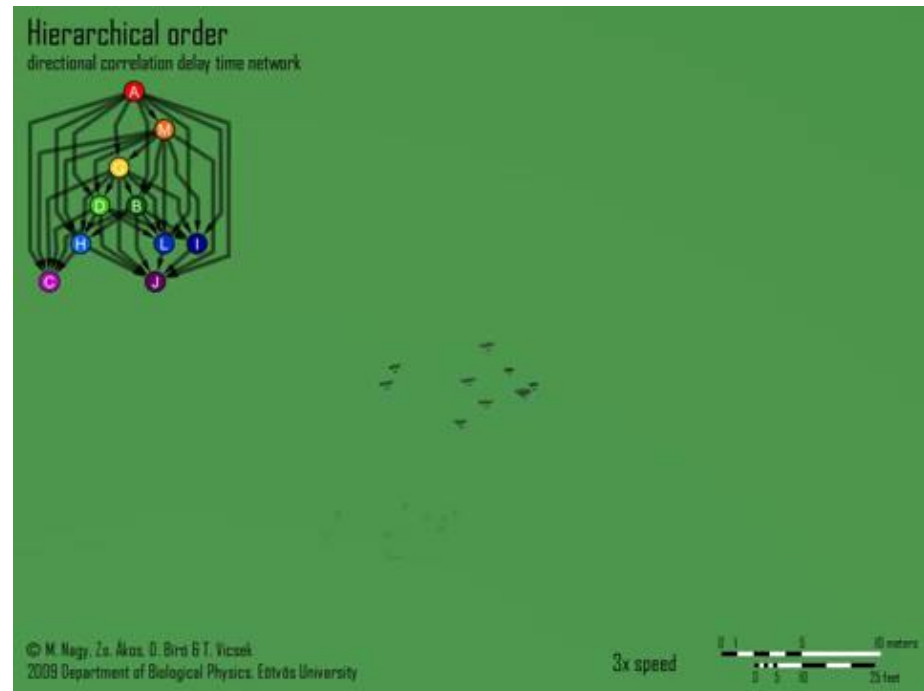 Hierarchical order
directional correlation delay time network
A
M
G
D B
H L I
C J
© M. Nagy, Zs. Ákos, D. Biró & T. Vicsek
2009 Department of Biological Physics, Eötvös University
3x speed
0 1 5 10 meters
0 5 10 25 feet